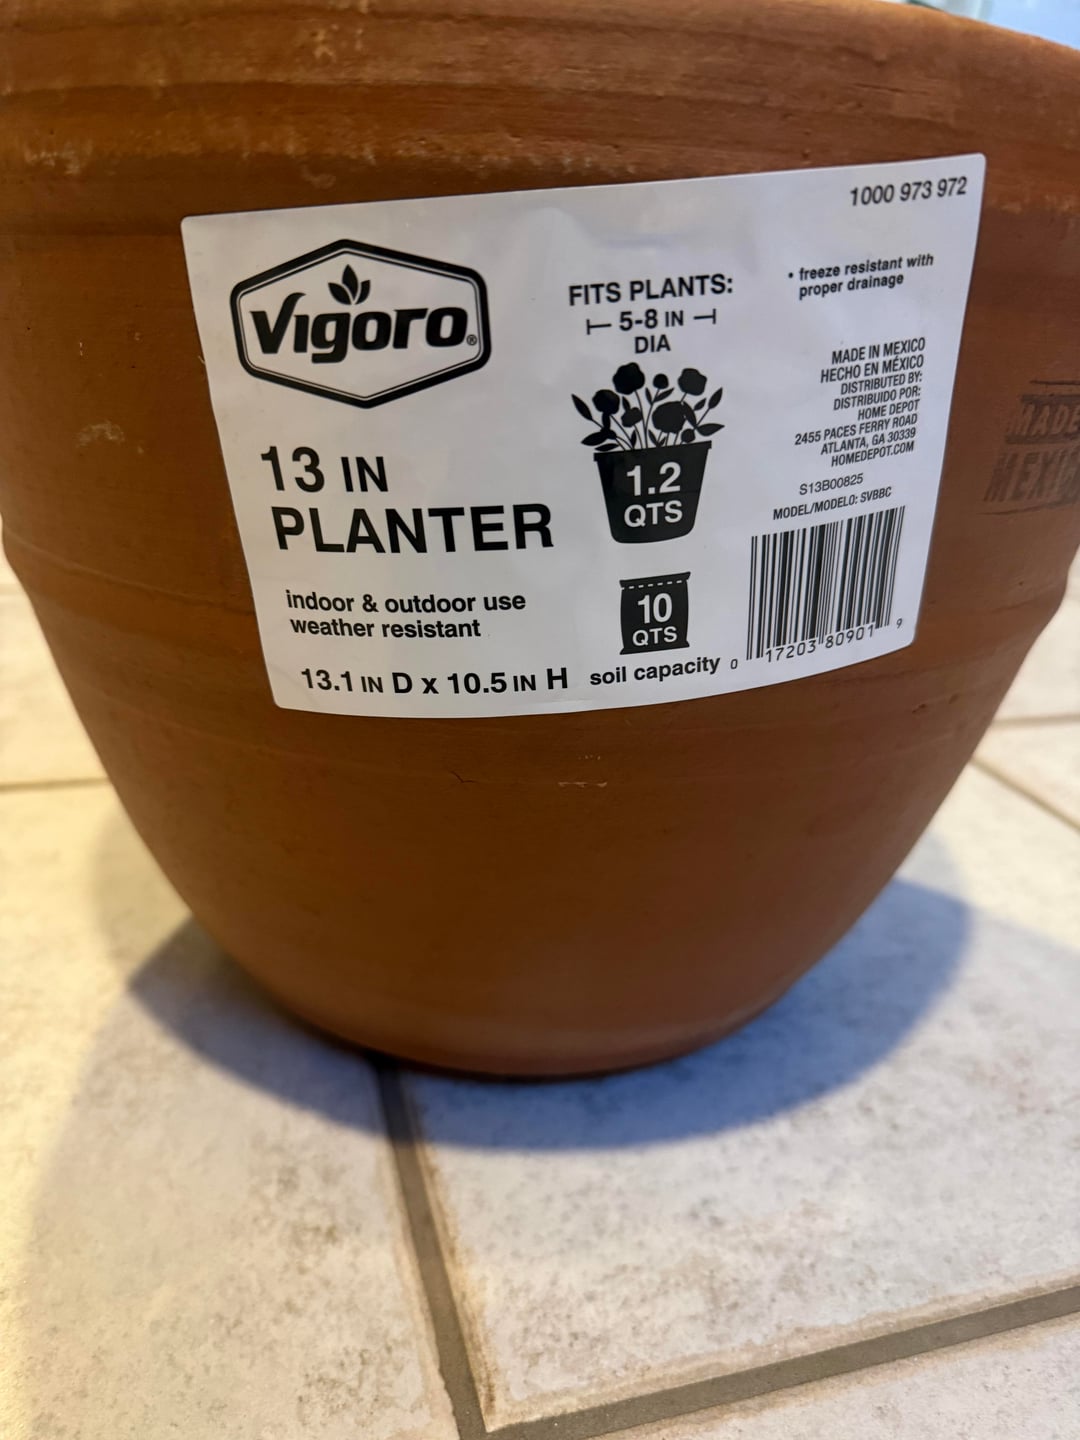 1000 973 972
Vigoro®
13 IN
PLANTER
indoor & outdoor use
weather resistant
13.1 IN D x 10.5 IN H
FITS PLANTS:
5-8 IN
DIA
1.2
QTS
10
QTS
soil capacity
• freeze resistant with
proper drainage
MADE IN MEXICO
HECHO EN MÉXICO
DISTRIBUTED BY:
DISTRIBUIDO POR:
HOME DEPOT
2455 PACES FERRY ROAD
ATLANTA, GA 30339
HOMEDEPOT.COM
S13B00825
MODEL/MODELO: SVBBC
0 17203 80901 9
MADE
MEXICO